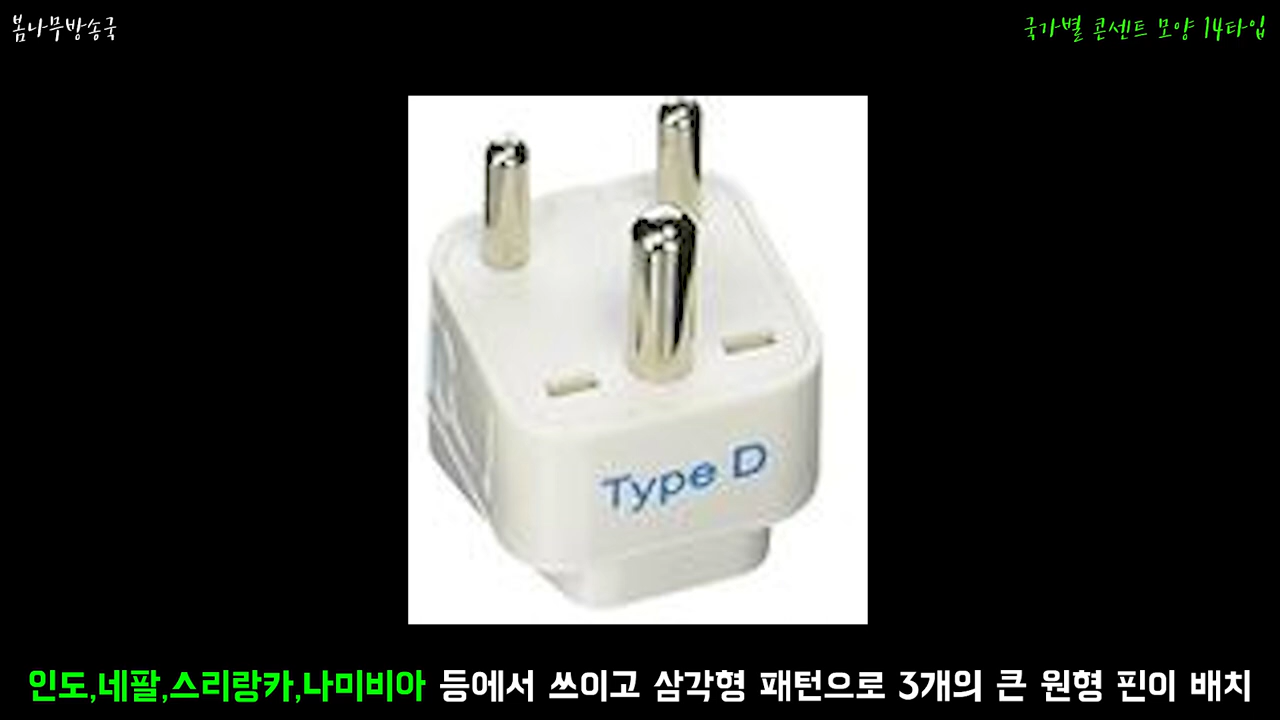 봄나무방송국
국가별 콘센트 모양 14타입
Type D
인도,네팔,스리랑카,나미비아 등에서 쓰이고 삼각형 패턴으로 3개의 큰 원형 핀이 배치